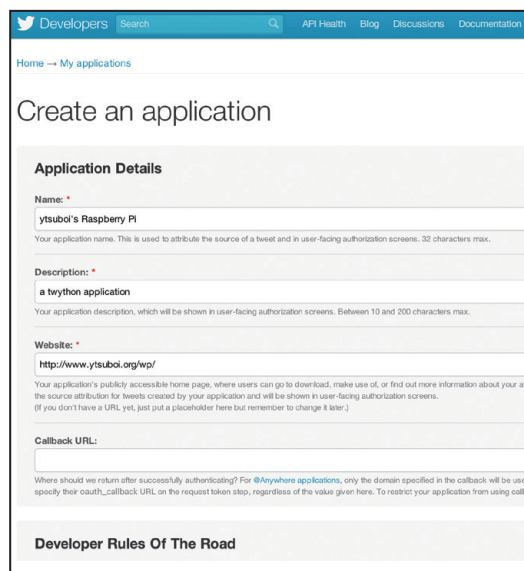 Developers Search API Health Blog Discussions Documentation
Home → My applications
Create an application
Application Details
Name: *
ytsuboi's Raspberry Pi
Your application name. This is used to attribute the source of a tweet and in user-facing authorization screens. 32 characters max.
Description: *
a twython application
Your application description, which will be shown in user-facing authorization screens. Between 10 and 200 characters max.
Website: *
http://www.ytsuboi.org/wp/
Your application's publicly accessible home page, where users can go to download, make use of, or find out more information about your a
the source attribution for tweets created by your application and will be shown in user-facing authorization screens.
(If you don't have a URL yet, just put a placeholder here but remember to change it later.)
Callback URL:
Where should we return after successfully authenticating? For @Anywhere applications, only the domain specified in the callback will be use
specify their oauth_callback URL on the request token step, regardless of the value given here. To restrict your application from using call
Developer Rules Of The Road